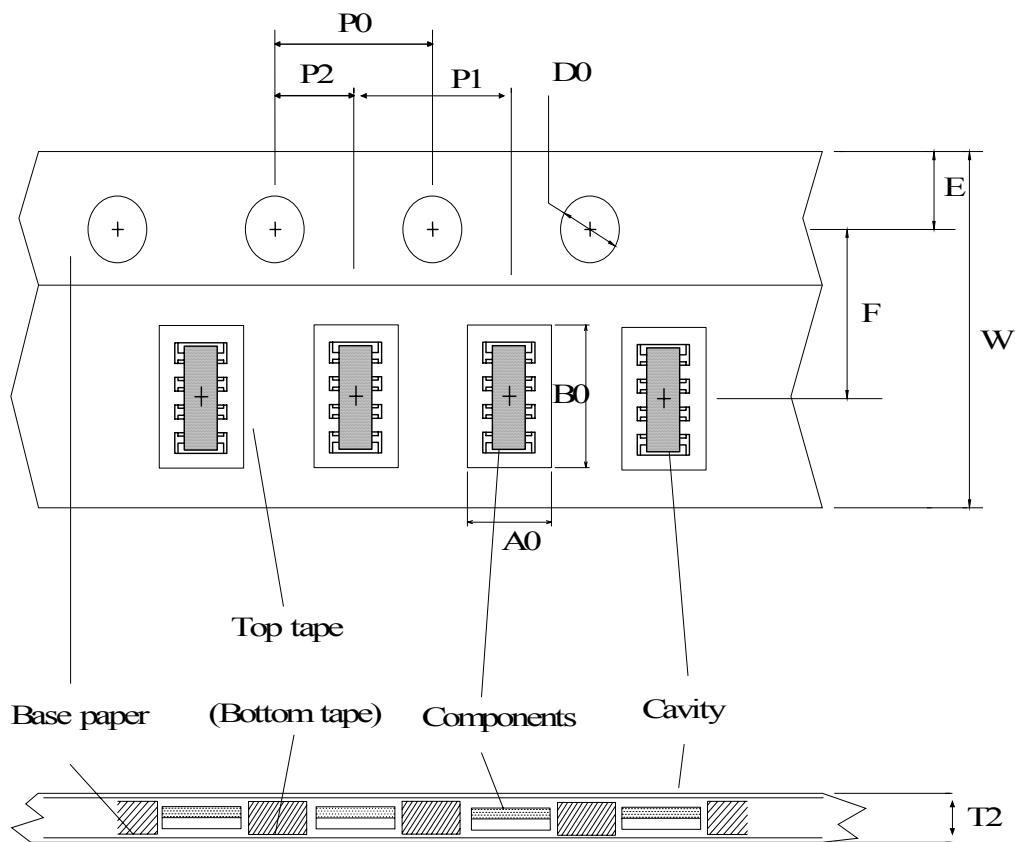 P0
P2
P1
D0
E
F
W
B0
A0
Top tape
Base paper
(Bottom tape)
Components
Cavity
T2